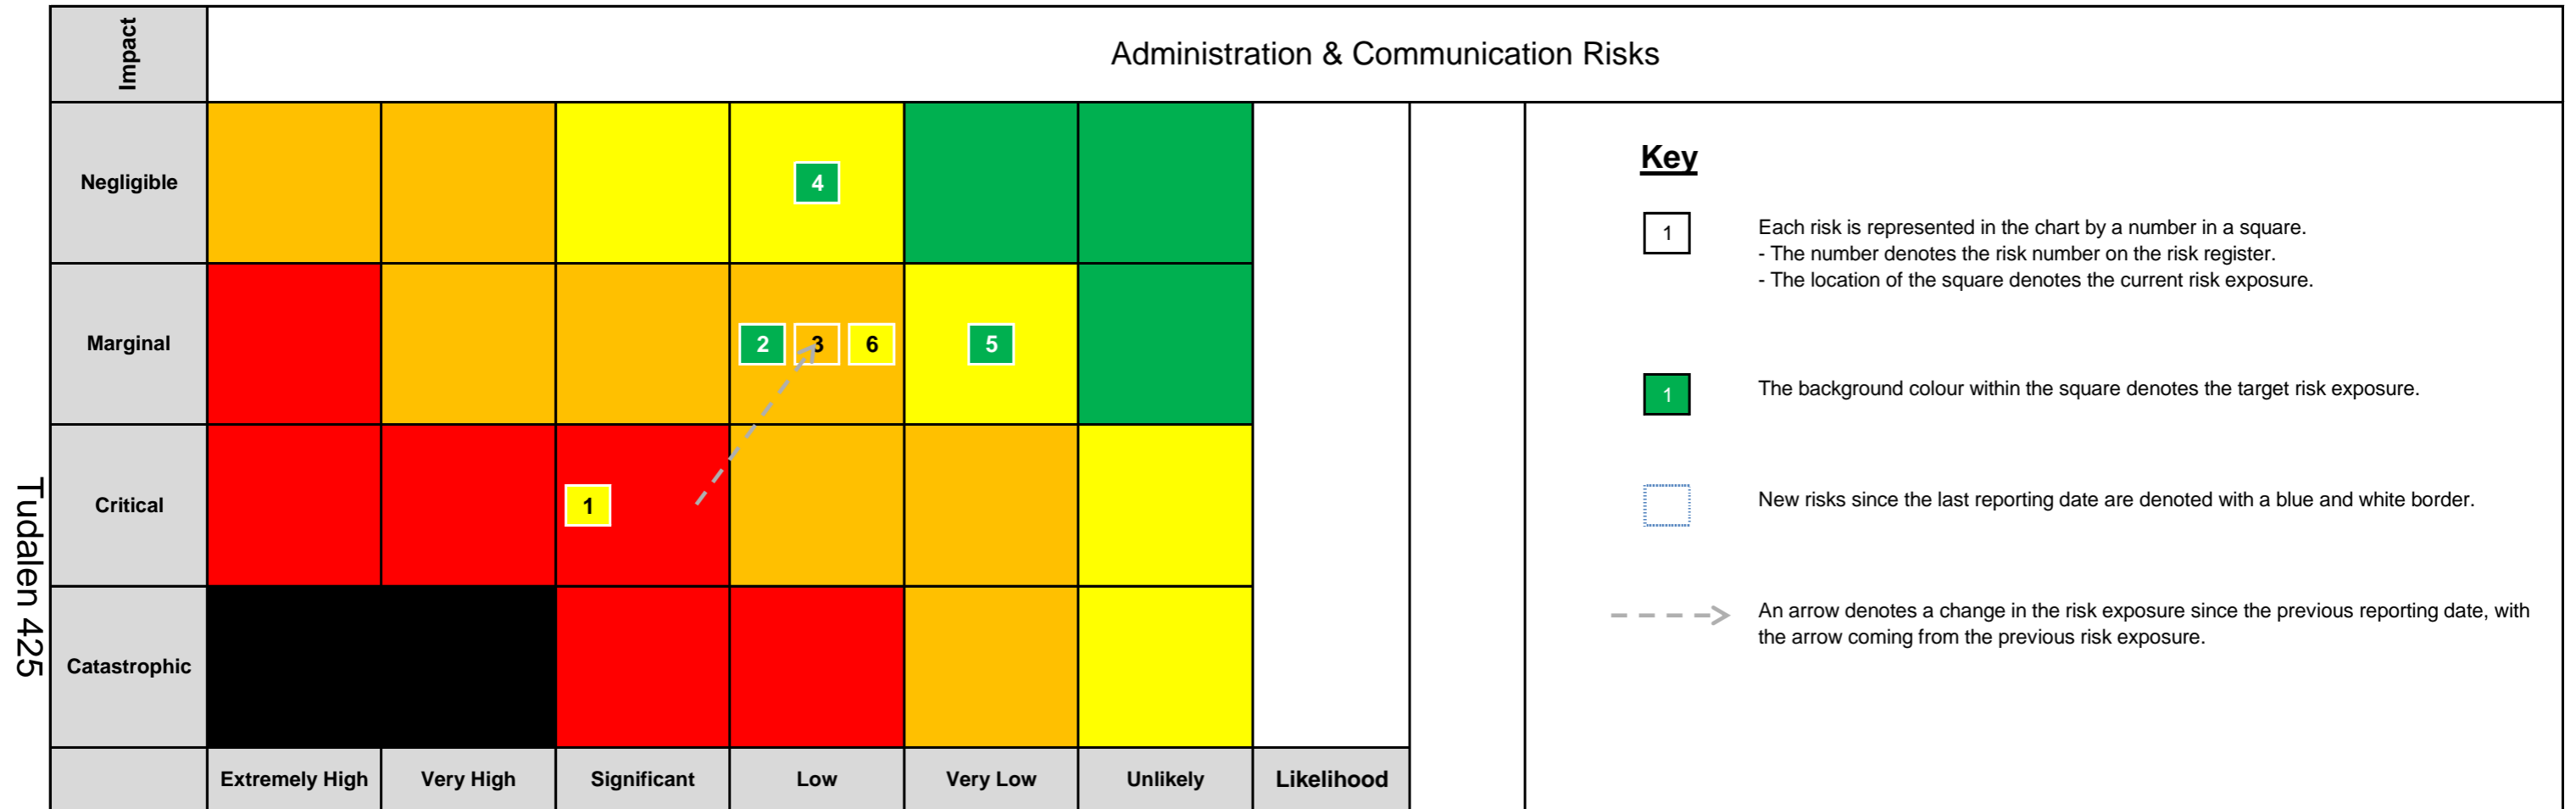 Impact
Administration & Communication Risks
Negligible
4
Marginal
2 3 6 5
Critical
1
Catastrophic
Extremely High Very High Significant Low Very Low Unlikely Likelihood
Key
1
Each risk is represented in the chart by a number in a square.
- The number denotes the risk number on the risk register.
- The location of the square denotes the current risk exposure.
1
The background colour within the square denotes the target risk exposure.
New risks since the last reporting date are denoted with a blue and white border.
An arrow denotes a change in the risk exposure since the previous reporting date, with
the arrow coming from the previous risk exposure.
Tudalen 425